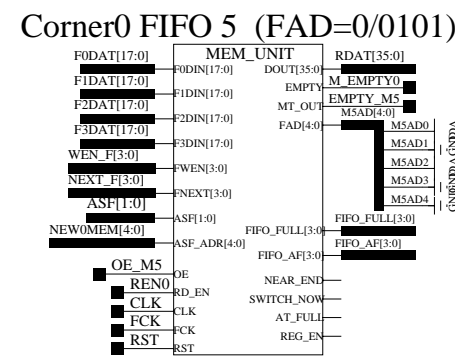 Corner0 FIFO 5 (FAD=0/0101)
MEM_UNIT
F0DAT[17:0] F0DIN[17:0] DOUT[35:0] RDAT[35:0]
F1DAT[17:0] F1DIN[17:0] EMPTY M_EMPTY0
F2DAT[17:0] F2DIN[17:0] MT_OUT EMPTY_M5
F3DAT[17:0] F3DIN[17:0] FAD[4:0] M5AD[4:0]
M5AD0
M5AD1
M5AD2
M5AD3
M5AD4
WEN_F[3:0] FWEN[3:0]
NEXT_F[3:0] FNEXT[3:0]
ASF[1:0] ASF[1:0] FIFO_FULL[3:0] FIFO_FULL[3:0]
NEW0MEM[4:0] ASF_ADR[4:0] FIFO_AF[3:0] FIFO_AF[3:0]
OE_M5 OE NEAR_END
REN0 RD_EN SWITCH_NOW
CLK CLK AT_FULL
FCK FCK REG_EN
RST RST